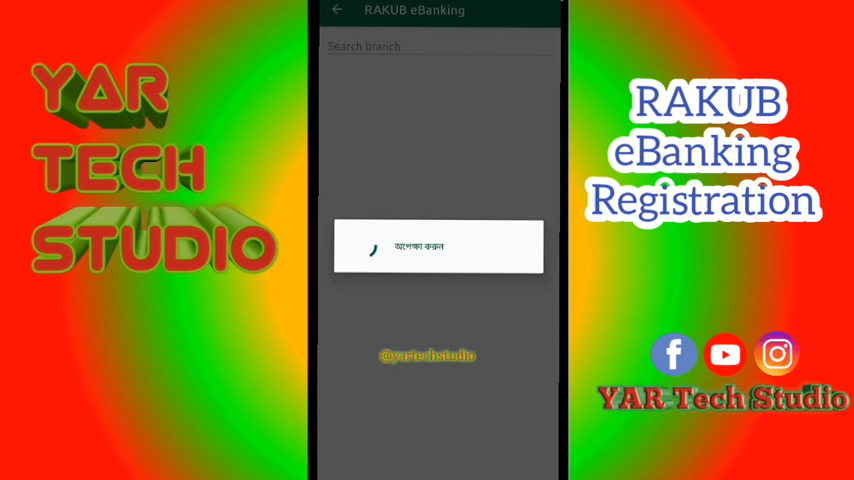 YAR
TECH
STUDIO
RAKUB eBanking
Search branch
অপেক্ষা করুন
@yartechstudio
RAKUB
eBanking
Registration
YAR Tech Studio